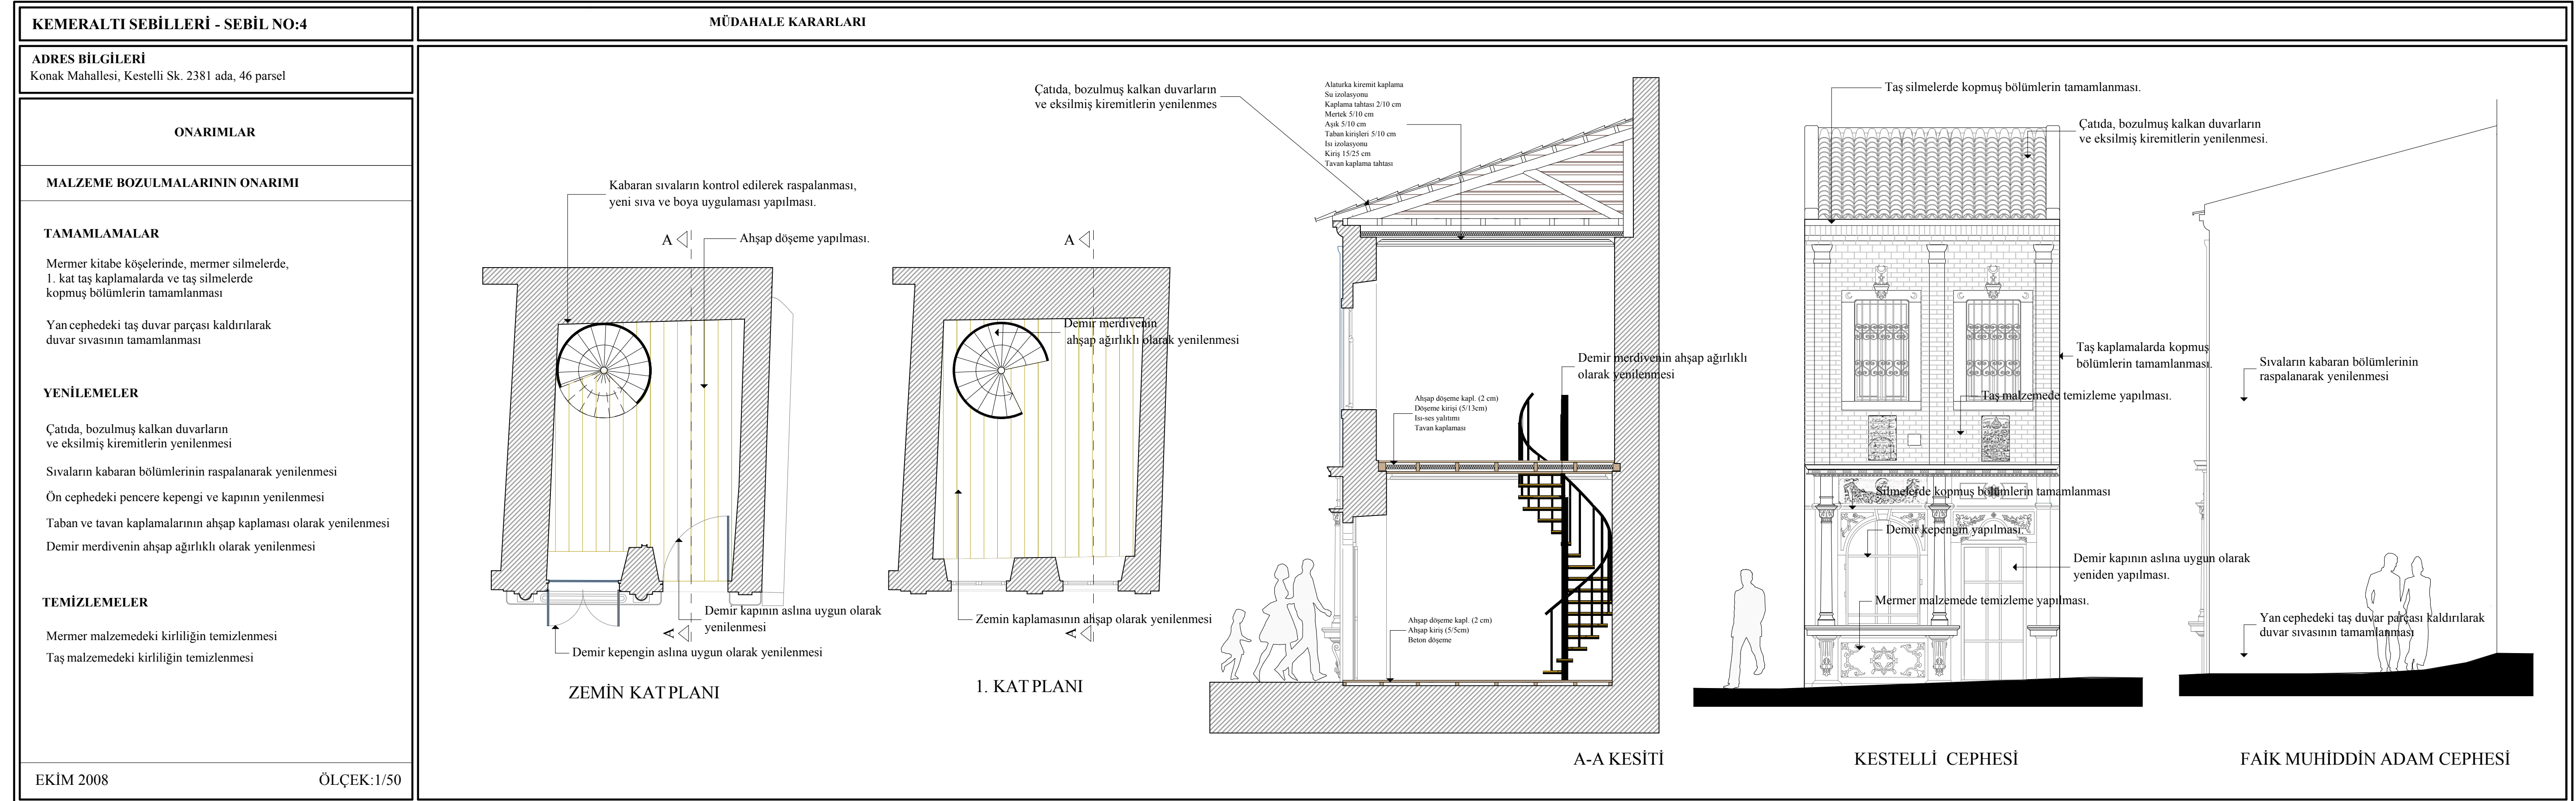 KEMERALTI SEBİLLERİ - SEBİL NO:4
MÜDAHALE KARARLARI
ADRES BİLGİLERİ
Konak Mahallesi, Kestelli Sk. 2381 ada, 46 parsel
ONARIMLAR
MALZEME BOZULMALARININ ONARIMI
TAMAMLAMALAR
Mermer kitabe köşelerinde, mermer silmelerde,
1. kat taş kaplamalarda ve taş silmelerde
kopmuş bölümlerin tamamlanması
Yan cephedeki taş duvar parçası kaldırılarak
duvar sıvasının tamamlanması
YENİLEMELER
Çatıda, bozulmuş kalkan duvarların
ve eksilmiş kiremitlerin yenilenmesi
Sıvaların kabaran bölümlerinin raspalanarak yenilenmesi
Ön cephedeki pencere kepengi ve kapının yenilenmesi
Taban ve tavan kaplamalarının ahşap kaplaması olarak yenilenmesi
Demir merdivenin ahşap ağırlıklı olarak yenilenmesi
TEMİZLEMELER
Mermer malzemedeki kirliliğin temizlenmesi
Taş malzemedeki kirliliğin temizlenmesi
EKİM 2008
ÖLÇEK:1/50
Kabaran sıvaların kontrol edilerek raspalanması,
yeni sıva ve boya uygulaması yapılması.
A
Ahşap döşeme yapılması.
Demir kapının aslına uygun olarak
yenilenmesi
A
Demir kepengin aslına uygun olarak yenilenmesi
ZEMİN KAT PLANI
A
Demir merdivenin
ahşap ağırlıklı olarak yenilenmesi
Zemin kaplamasının ahşap olarak yenilenmesi
A
1. KAT PLANI
Çatıda, bozulmuş kalkan duvarların
ve eksilmiş kiremitlerin yenilenmes
Alaturka kiremit kaplama
Su izolasyonu
Kaplama tahtası 2/10 cm
Mertek 5/10 cm
Aşık 5/10 cm
Taban kirişleri 5/10 cm
Isı izolasyonu
Kiriş 15/25 cm
Tavan kaplama tahtası
Demir merdivenin ahşap ağırlıklı
olarak yenilenmesi
Ahşap döşeme kapl. (2 cm)
Döşeme kirişi (5/13cm)
Isı-ses yalıtımı
Tavan kaplaması
Ahşap döşeme kapl. (2 cm)
Ahşap kiriş (5/5cm)
Beton döşeme
A-A KESİTİ
Taş silmelerde kopmuş bölümlerin tamamlanması.
Çatıda, bozulmuş kalkan duvarların
ve eksilmiş kiremitlerin yenilenmesi.
Taş kaplamalarda kopmuş
bölümlerin tamamlanması.
Taş malzemede temizleme yapılması.
Silmelerde kopmuş bölümlerin tamamlanması
Demir kepengin yapılması.
Demir kapının aslına uygun olarak
yeniden yapılması.
Mermer malzemede temizleme yapılması.
KESTELLİ CEPHESİ
Sıvaların kabaran bölümlerinin
raspalanarak yenilenmesi
Yan cephedeki taş duvar parçası kaldırılarak
duvar sıvasının tamamlanması
FAİK MUHİDDİN ADAM CEPHESİ